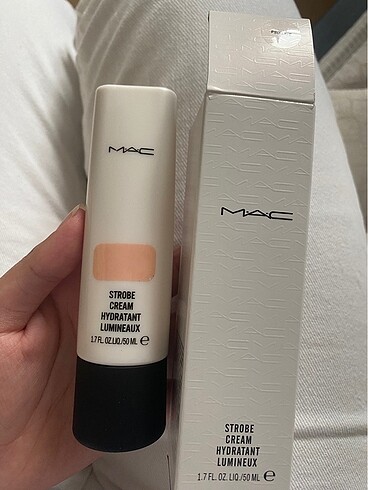 MAC
STROBE
CREAM
HYDRATANT
LUMINEAUX
1.7 FL. OZ.LIQ./50 ML ℮
MAC
STROBE
CREAM
HYDRATANT
LUMINEUX
1.7 FL. OZ. LIQ./50 ML ℮